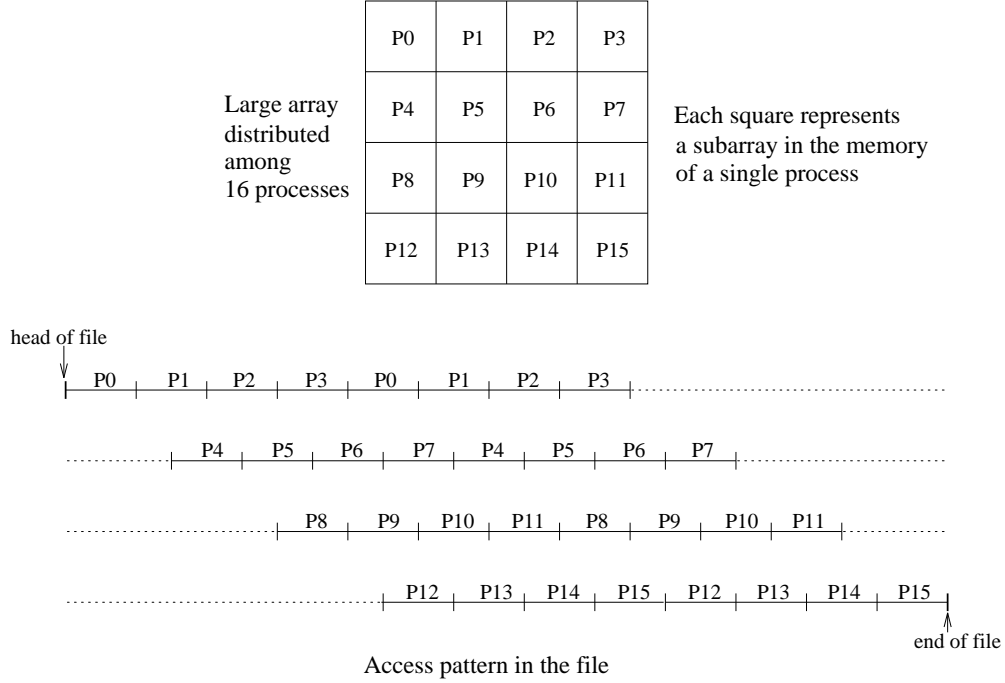 P0 P1 P2 P3
P4 P5 P6 P7
P8 P9 P10 P11
P12 P13 P14 P15
Large array
distributed
among
16 processes
Each square represents
a subarray in the memory
of a single process
head of file
P0 P1 P2 P3 P0 P1 P2 P3
P4 P5 P6 P7 P4 P5 P6 P7
P8 P9 P10 P11 P8 P9 P10 P11
P12 P13 P14 P15 P12 P13 P14 P15
end of file
Access pattern in the file